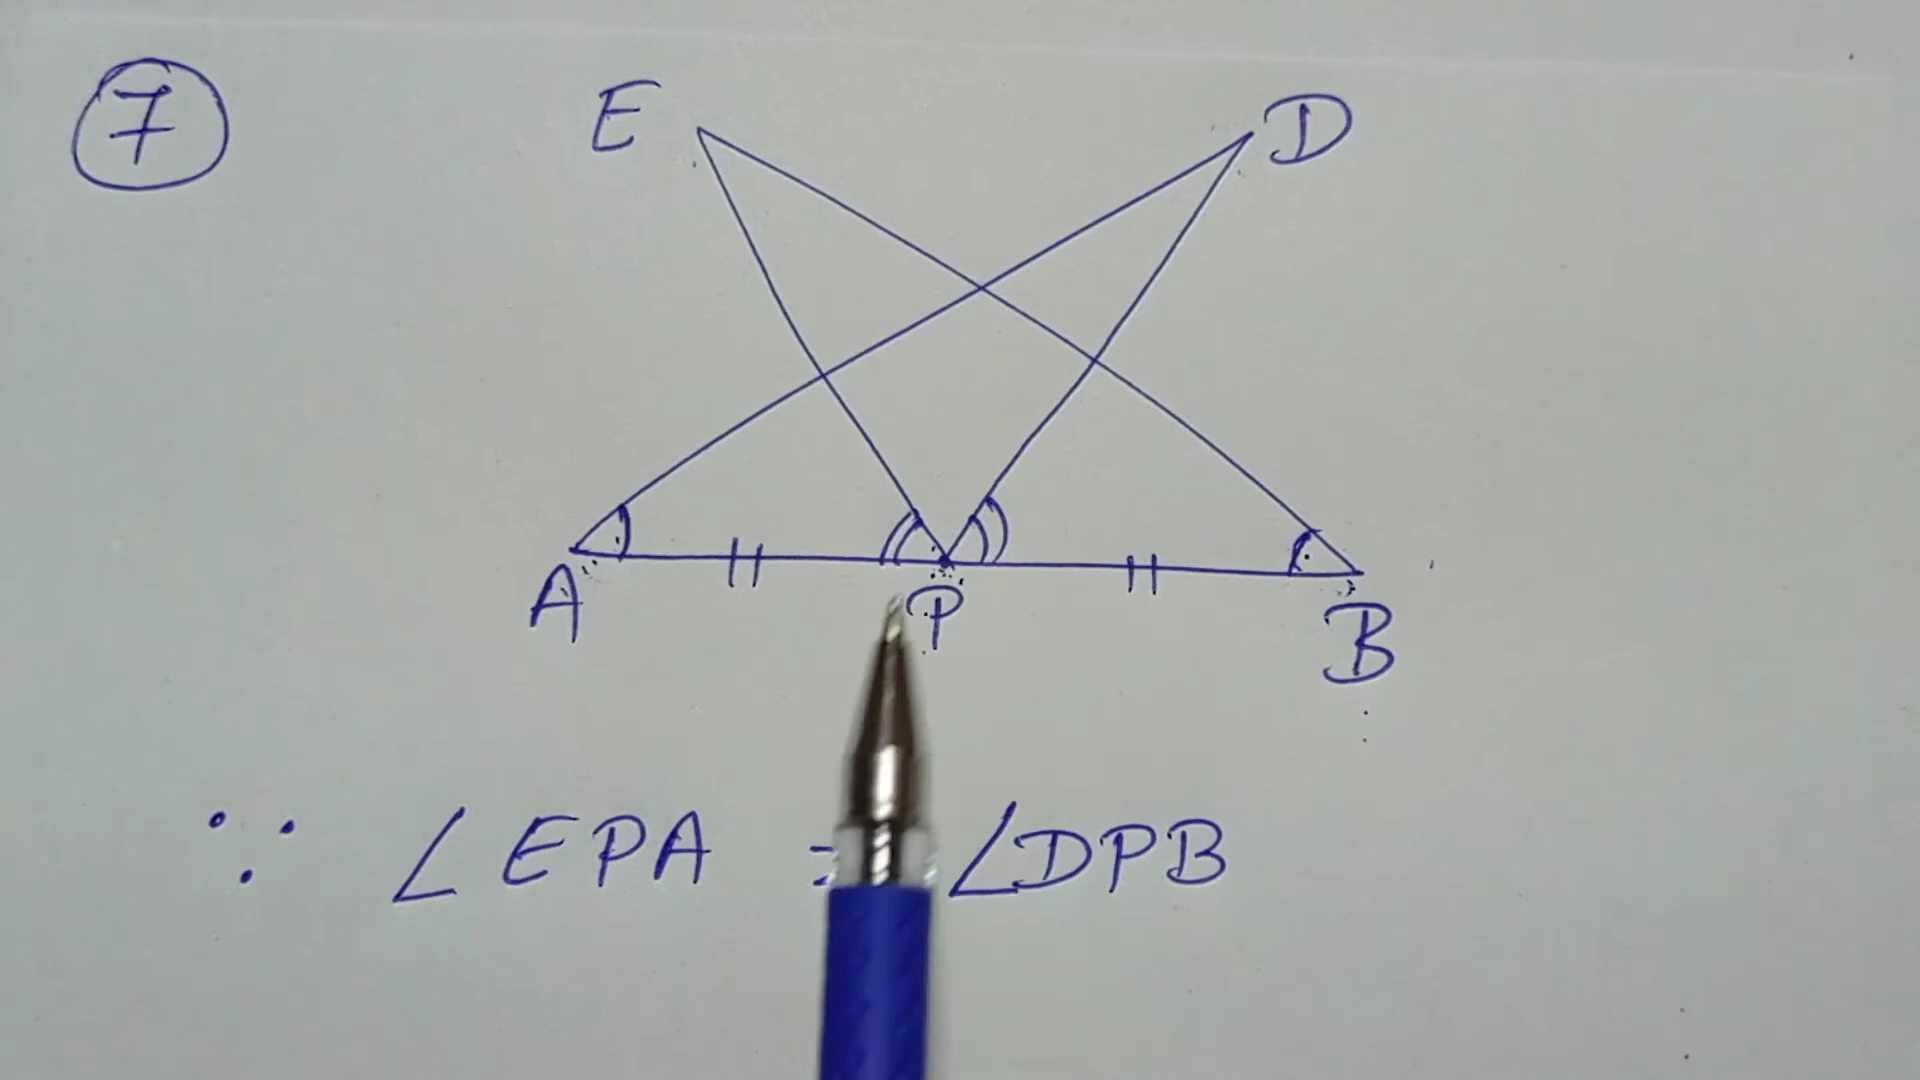 7
E D
A P B
∵ ∠EPA = ∠DPB